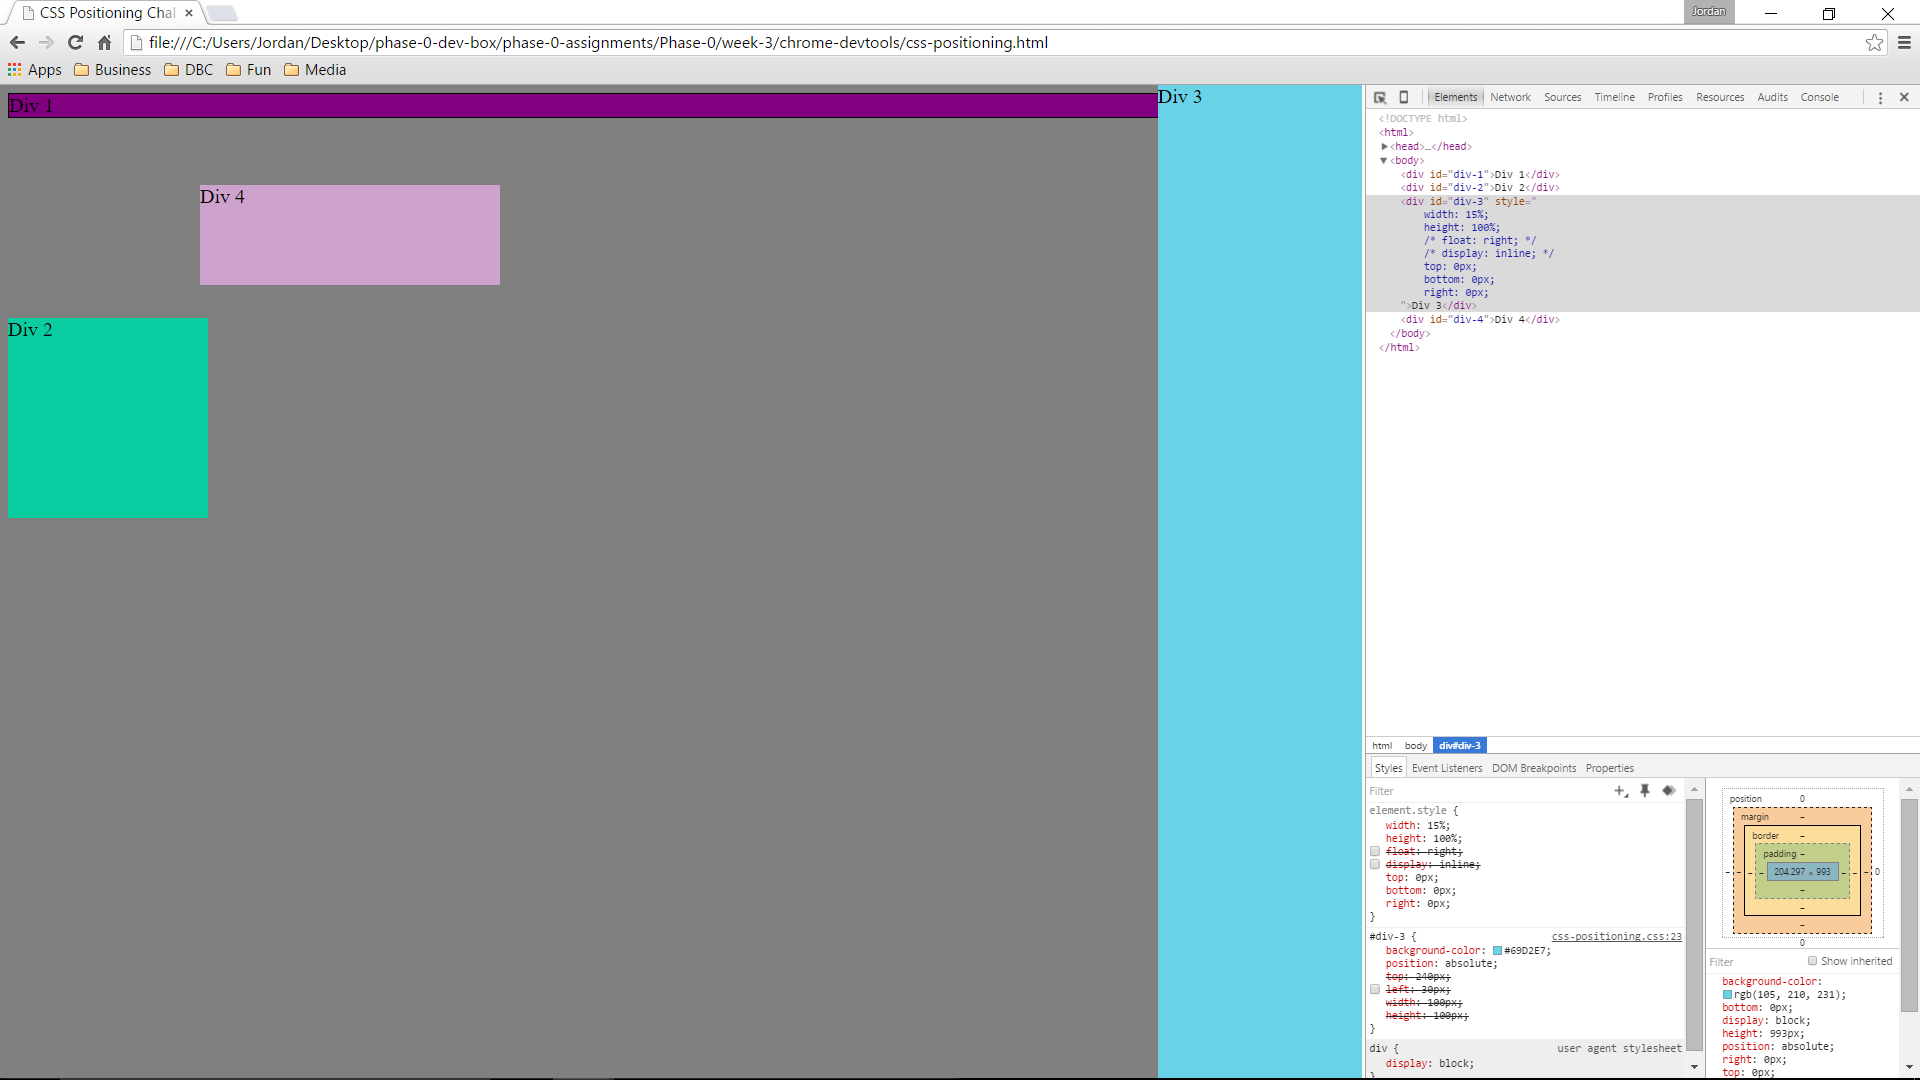 CSS Positioning Chal
Jordan
file:///C:/Users/Jordan/Desktop/phase-0-dev-box/phase-0-assignments/Phase-0/week-3/chrome-devtools/css-positioning.html
Apps Business DBC Fun Media
Div 1
Div 3
Div 4
Div 2
Elements Network Sources Timeline Profiles Resources Audits Console
<!DOCTYPE html>
<html>
<head>…</head>
<body>
<div id="div-1">Div 1</div>
<div id="div-2">Div 2</div>
<div id="div-3" style="
width: 15%;
height: 100%;
/* float: right; */
/* display: inline; */
top: 0px;
bottom: 0px;
right: 0px;
">Div 3</div>
<div id="div-4">Div 4</div>
</body>
</html>
html body div#div-3
Styles Event Listeners DOM Breakpoints Properties
Filter
element.style {
width: 15%;
height: 100%;
float: right;
display: inline;
top: 0px;
bottom: 0px;
right: 0px;
}
#div-3 { css-positioning.css:23
background-color: #69D2E7;
position: absolute;
top: 240px;
left: 30px;
width: 100px;
height: 100px;
}
div { user agent stylesheet
display: block;
}
position 0
margin –
border –
padding –
– – – 204.297 × 993 – – – 0
–
–
–
0
Filter Show inherited
background-color:
rgb(105, 210, 231);
bottom: 0px;
display: block;
height: 993px;
position: absolute;
right: 0px;
top: 0px;